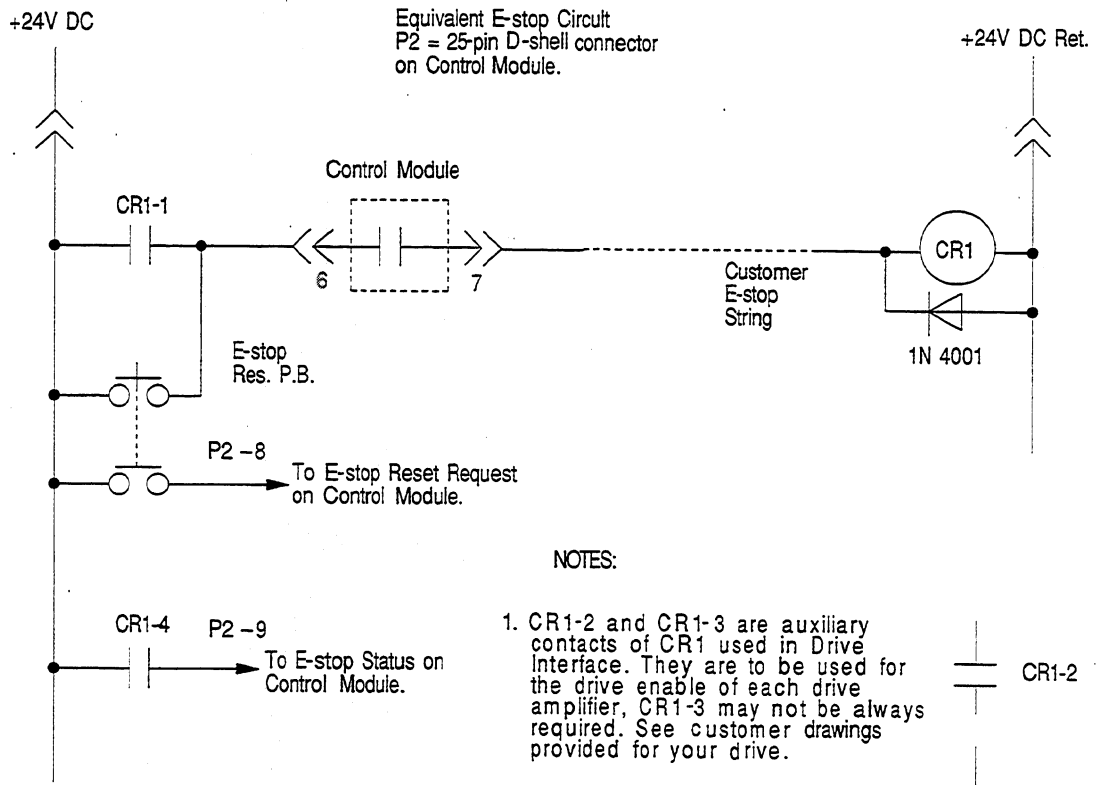 +24V DC
Equivalent E-stop Circuit
P2 = 25-pin D-shell connector
on Control Module.
+24V DC Ret.
Control Module
CR1-1
6
7
CR1
Customer
E-stop
String
1N 4001
E-stop
Res. P.B.
P2 -8
To E-stop Reset Request
on Control Module.
NOTES:
CR1-4
P2 -9
To E-stop Status on
Control Module.
1. CR1-2 and CR1-3 are auxiliary
contacts of CR1 used in Drive
Interface. They are to be used for
the drive enable of each drive
amplifier, CR1-3 may not be always
required. See customer drawings
provided for your drive.
CR1-2